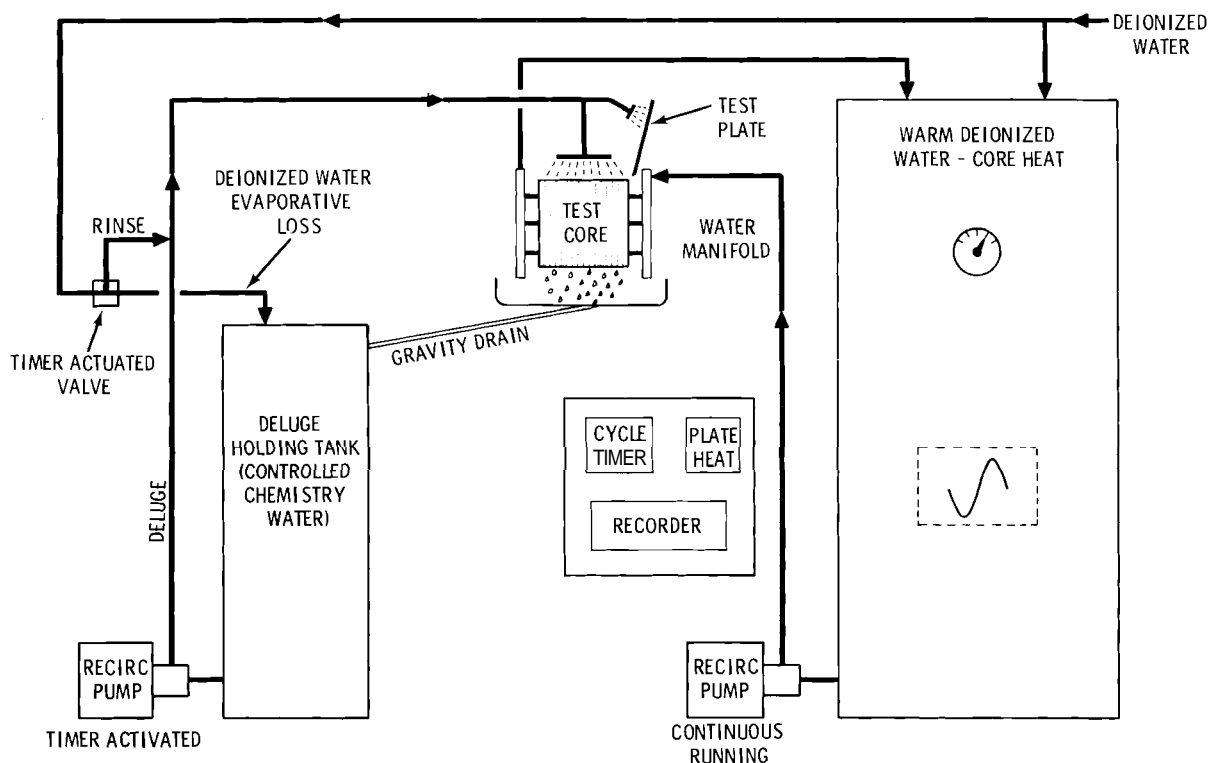 DEIONIZED
WATER
TEST
PLATE
WARM DEIONIZED
WATER - CORE HEAT
DEIONIZED WATER
EVAPORATIVE
LOSS
RINSE
TEST
CORE
WATER
MANIFOLD
TIMER ACTUATED
VALVE
GRAVITY DRAIN
DELUGE
HOLDING TANK
(CONTROLLED
CHEMISTRY
WATER)
DELUGE
CYCLE
TIMER
PLATE
HEAT
RECORDER
RECIRC
PUMP
TIMER ACTIVATED
RECIRC
PUMP
CONTINUOUS
RUNNING